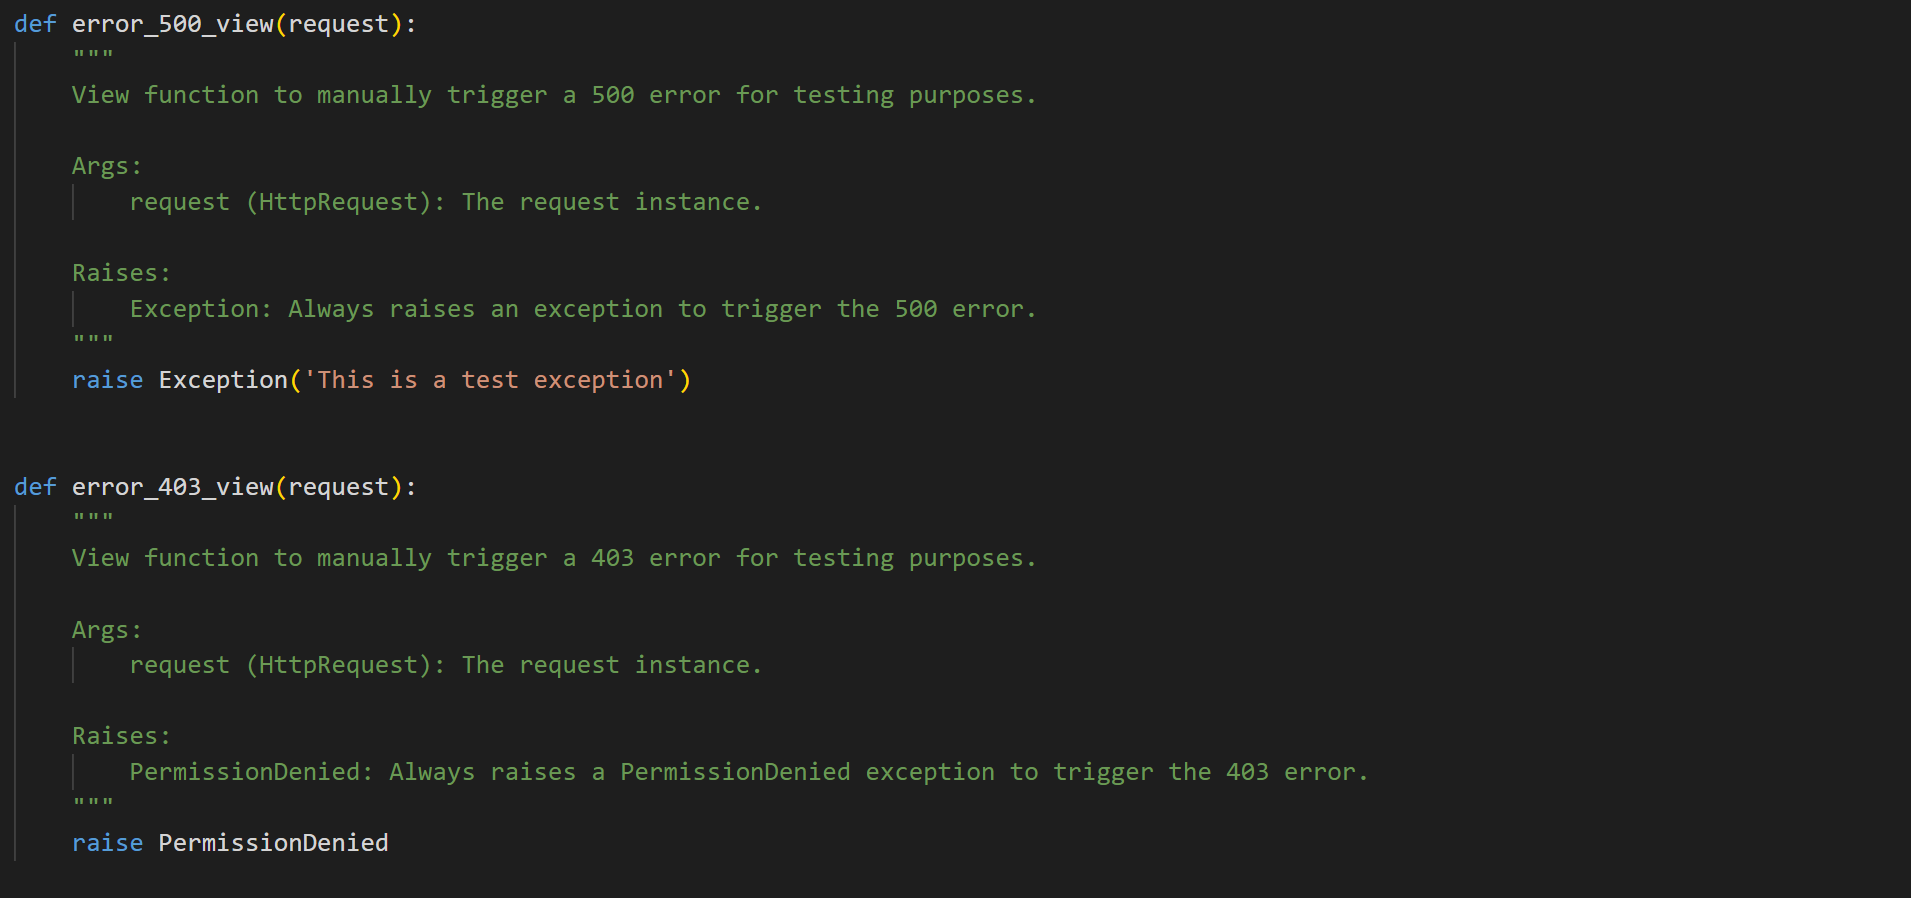 def error_500_view(request):
    """
    View function to manually trigger a 500 error for testing purposes.

    Args:
        request (HttpRequest): The request instance.

    Raises:
        Exception: Always raises an exception to trigger the 500 error.
    """
    raise Exception('This is a test exception')


def error_403_view(request):
    """
    View function to manually trigger a 403 error for testing purposes.

    Args:
        request (HttpRequest): The request instance.

    Raises:
        PermissionDenied: Always raises a PermissionDenied exception to trigger the 403 error.
    """
    raise PermissionDenied